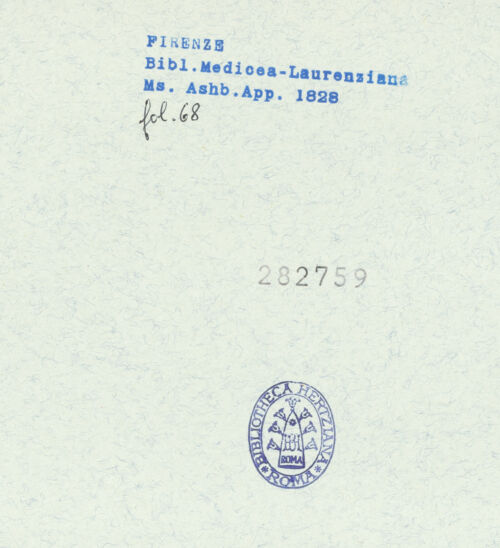 FIRENZE
Bibl.Medicea-Laurenziana
Ms. Ashb.App. 1828
fol.68
282759
BIBLIOTHECA HERTZIANA
ROMA
*ROMA*